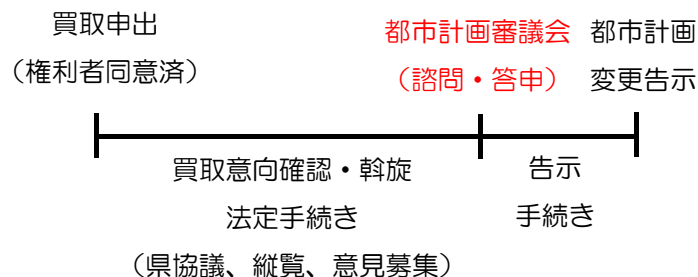 買取申出
（権利者同意済）
都市計画審議会
（諮問・答申）
都市計画
変更告示
買取意向確認・斡旋
法定手続き
（県協議、縦覧、意見募集）
告示
手続き